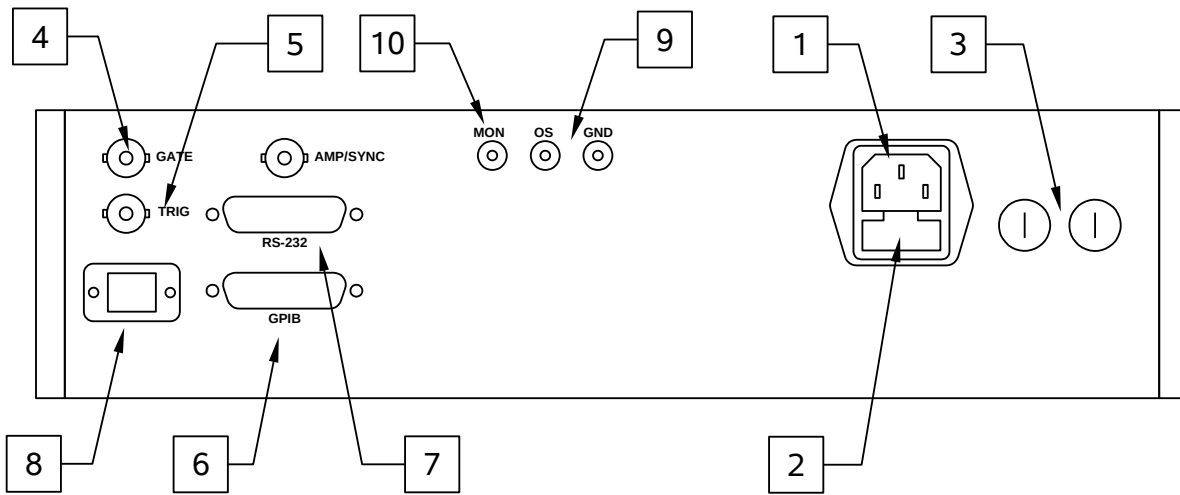 4
5
10
9
1
3
MON
OS
GND
GATE
AMP/SYNC
TRIG
RS-232
GPIB
8
6
7
2